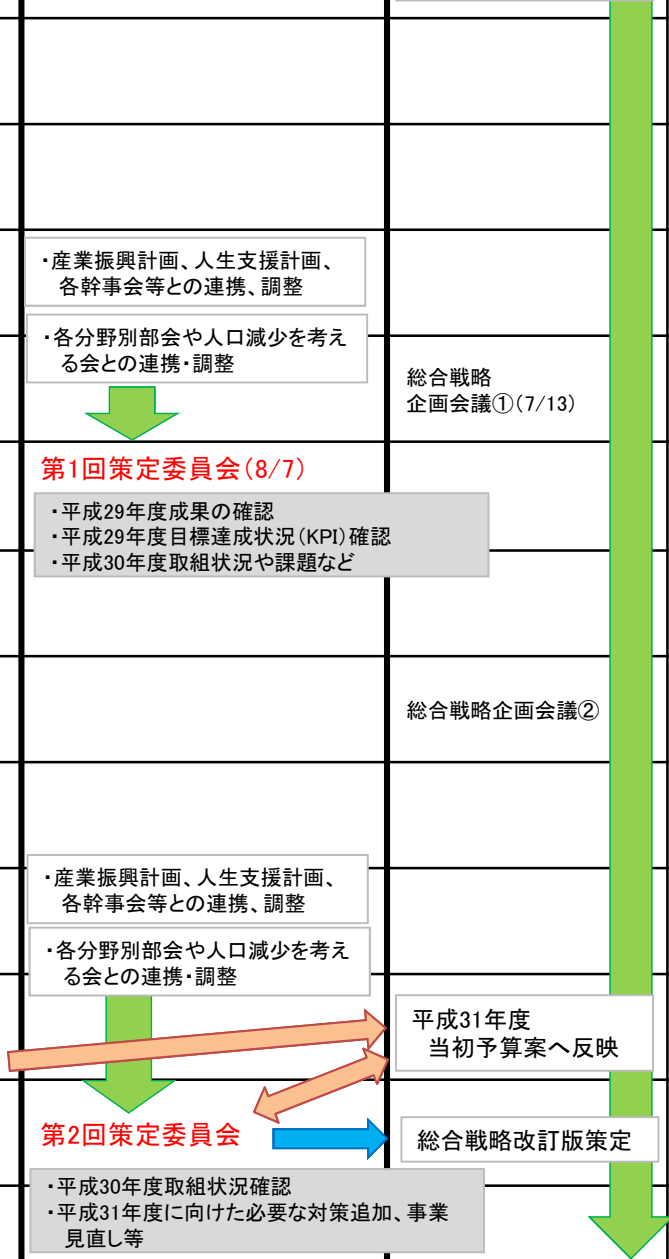 ・産業振興計画、人生支援計画、
各幹事会等との連携、調整
・各分野別部会や人口減少を考え
る会との連携・調整
総合戦略
企画会議①(7/13)
第1回策定委員会(8/7)
・平成29年度成果の確認
・平成29年度目標達成状況(KPI)確認
・平成30年度取組状況や課題など
総合戦略企画会議②
・産業振興計画、人生支援計画、
各幹事会等との連携、調整
・各分野別部会や人口減少を考え
る会との連携・調整
平成31年度
当初予算案へ反映
第2回策定委員会
総合戦略改訂版策定
・平成30年度取組状況確認
・平成31年度に向けた必要な対策追加、事業
見直し等